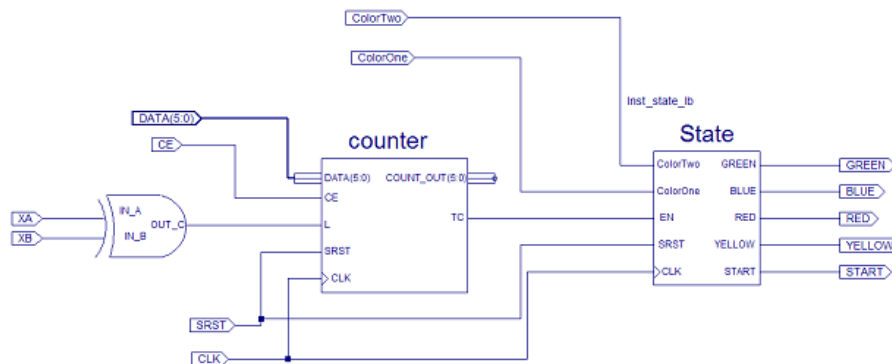 ColorTwo
ColorOne
Inst_state_lb
DATA(5:0)
counter
State
CE
DATA(5:0) COUNT_OUT(5:0)
ColorTwo GREEN
GREEN
CE
ColorOne BLUE
BLUE
XA
IN_A
OUT_C
L
TC
EN RED
RED
XB
IN_B
SRST
SRST YELLOW
YELLOW
CLK
CLK START
START
SRST
CLK